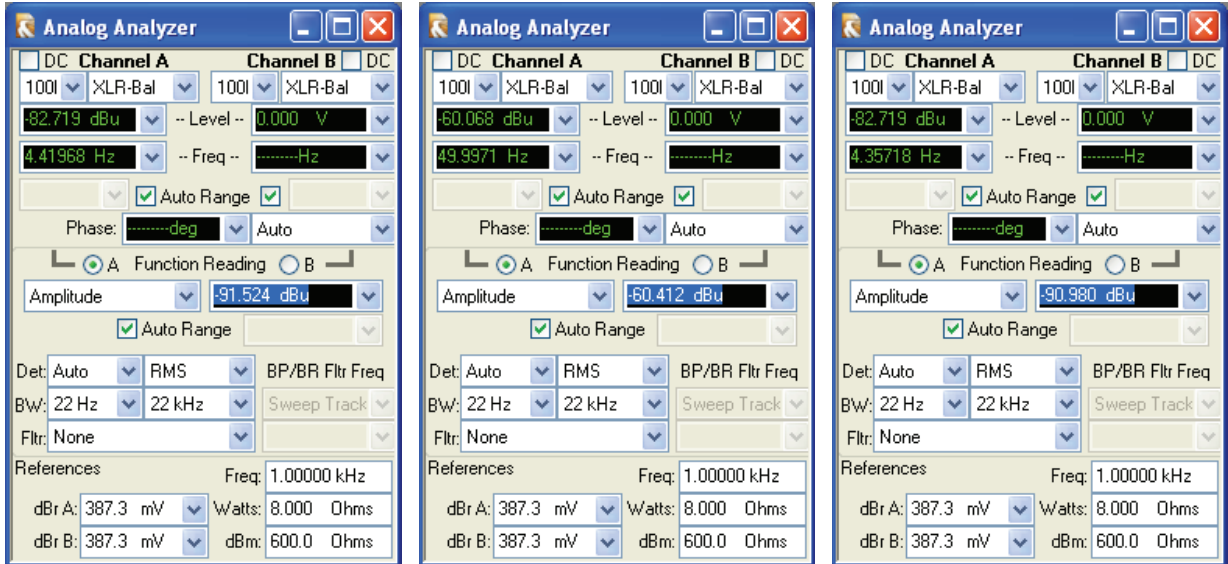 Analog Analyzer
DC Channel A Channel B DC
100l XLR-Bal 100l XLR-Bal
-82.719 dBu -- Level -- 0.000 V
4.41968 Hz -- Freq -- --------Hz
Auto Range
Phase: --------deg Auto
A Function Reading B
Amplitude -91.524 dBu
Auto Range
Det: Auto RMS BP/BR Fltr Freq
BW: 22 Hz 22 kHz Sweep Track
Fltr: None
References Freq: 1.00000 kHz
dBr A: 387.3 mV Watts: 8.000 Ohms
dBr B: 387.3 mV dBm: 600.0 Ohms
Analog Analyzer
DC Channel A Channel B DC
100l XLR-Bal 100l XLR-Bal
-60.068 dBu -- Level -- 0.000 V
49.9971 Hz -- Freq -- --------Hz
Auto Range
Phase: --------deg Auto
A Function Reading B
Amplitude -60.412 dBu
Auto Range
Det: Auto RMS BP/BR Fltr Freq
BW: 22 Hz 22 kHz Sweep Track
Fltr: None
References Freq: 1.00000 kHz
dBr A: 387.3 mV Watts: 8.000 Ohms
dBr B: 387.3 mV dBm: 600.0 Ohms
Analog Analyzer
DC Channel A Channel B DC
100l XLR-Bal 100l XLR-Bal
-82.719 dBu -- Level -- 0.000 V
4.35718 Hz -- Freq -- --------Hz
Auto Range
Phase: --------deg Auto
A Function Reading B
Amplitude -90.980 dBu
Auto Range
Det: Auto RMS BP/BR Fltr Freq
BW: 22 Hz 22 kHz Sweep Track
Fltr: None
References Freq: 1.00000 kHz
dBr A: 387.3 mV Watts: 8.000 Ohms
dBr B: 387.3 mV dBm: 600.0 Ohms